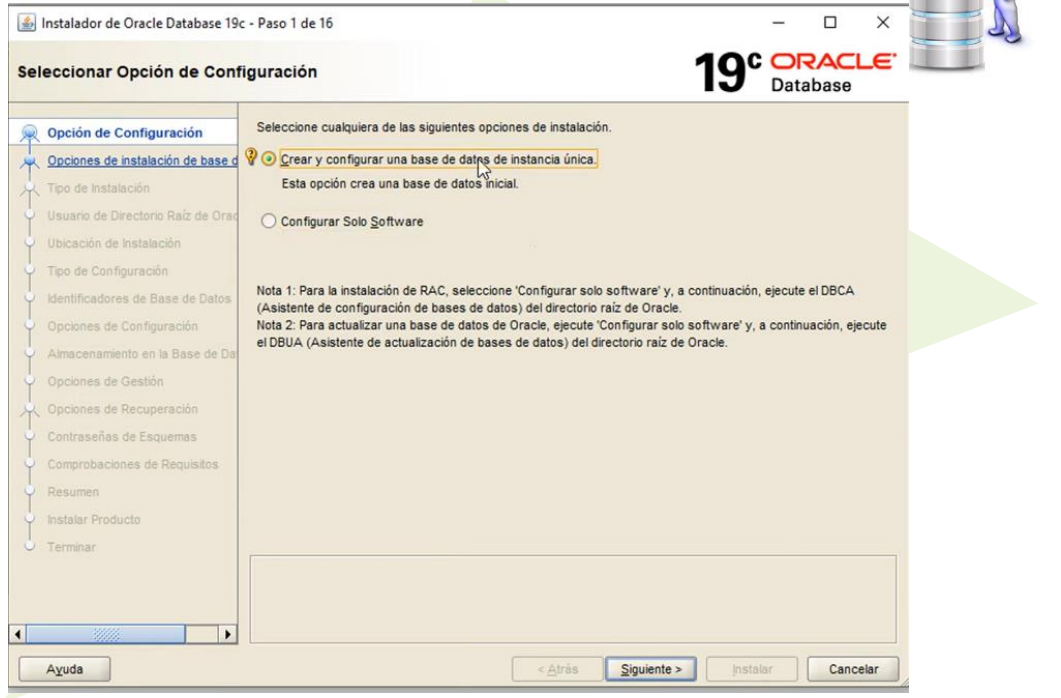 Instalador de Oracle Database 19c - Paso 1 de 16
Seleccionar Opción de Configuración
19c ORACLE
Database
Opción de Configuración
Opciones de instalación de base d
Tipo de Instalación
Usuario de Directorio Raíz de Orac
Ubicación de Instalación
Tipo de Configuración
Identificadores de Base de Datos
Opciones de Configuración
Almacenamiento en la Base de Da
Opciones de Gestión
Opciones de Recuperación
Contraseñas de Esquemas
Comprobaciones de Requisitos
Resumen
Instalar Producto
Terminar
Seleccione cualquiera de las siguientes opciones de instalación.
Crear y configurar una base de datos de instancia única.
Esta opción crea una base de datos inicial.
Configurar Solo Software
Nota 1: Para la instalación de RAC, seleccione 'Configurar solo software' y, a continuación, ejecute el DBCA
(Asistente de configuración de bases de datos) del directorio raíz de Oracle.
Nota 2: Para actualizar una base de datos de Oracle, ejecute 'Configurar solo software' y, a continuación, ejecute
el DBUA (Asistente de actualización de bases de datos) del directorio raíz de Oracle.
Ayuda
< Atrás
Siguiente >
Instalar
Cancelar